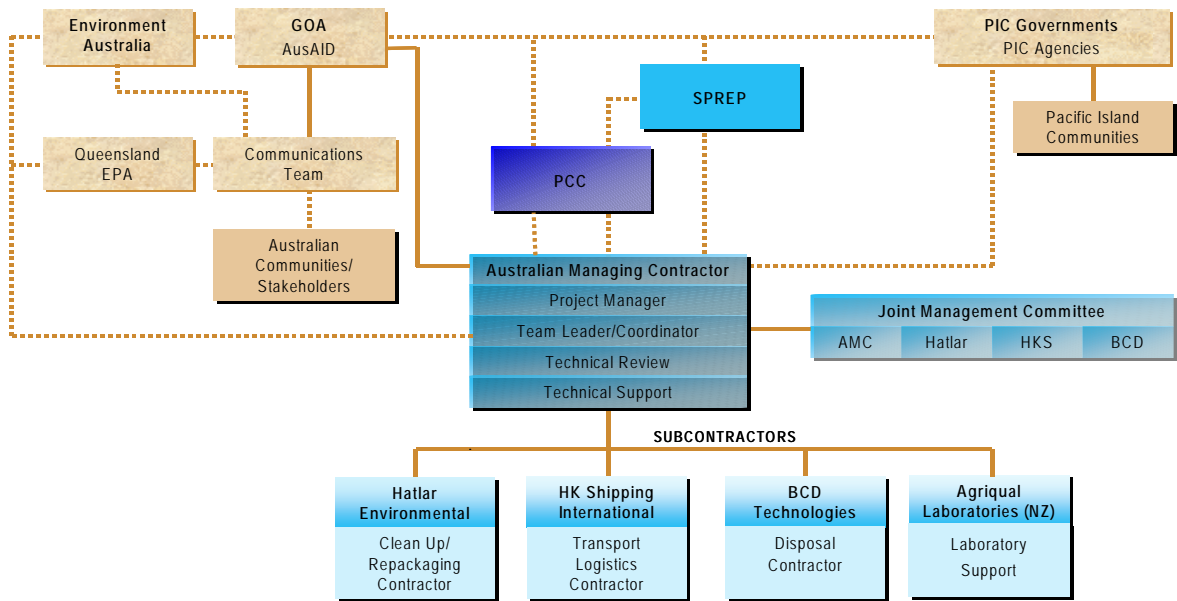 Environment
Australia
GOA
AusAID
PIC Governments
PIC Agencies
SPREP
Pacific Island
Communities
Queensland
EPA
Communications
Team
PCC
Australian
Communities/
Stakeholders
Australian Managing Contractor
Project Manager
Team Leader/Coordinator
Technical Review
Technical Support
Joint Management Committee
AMC
Hatlar
HKS
BCD
SUBCONTRACTORS
Hatlar
Environmental
Clean Up/
Repackaging
Contractor
HK Shipping
International
Transport
Logistics
Contractor
BCD
Technologies
Disposal
Contractor
Agriqual
Laboratories (NZ)
Laboratory
Support